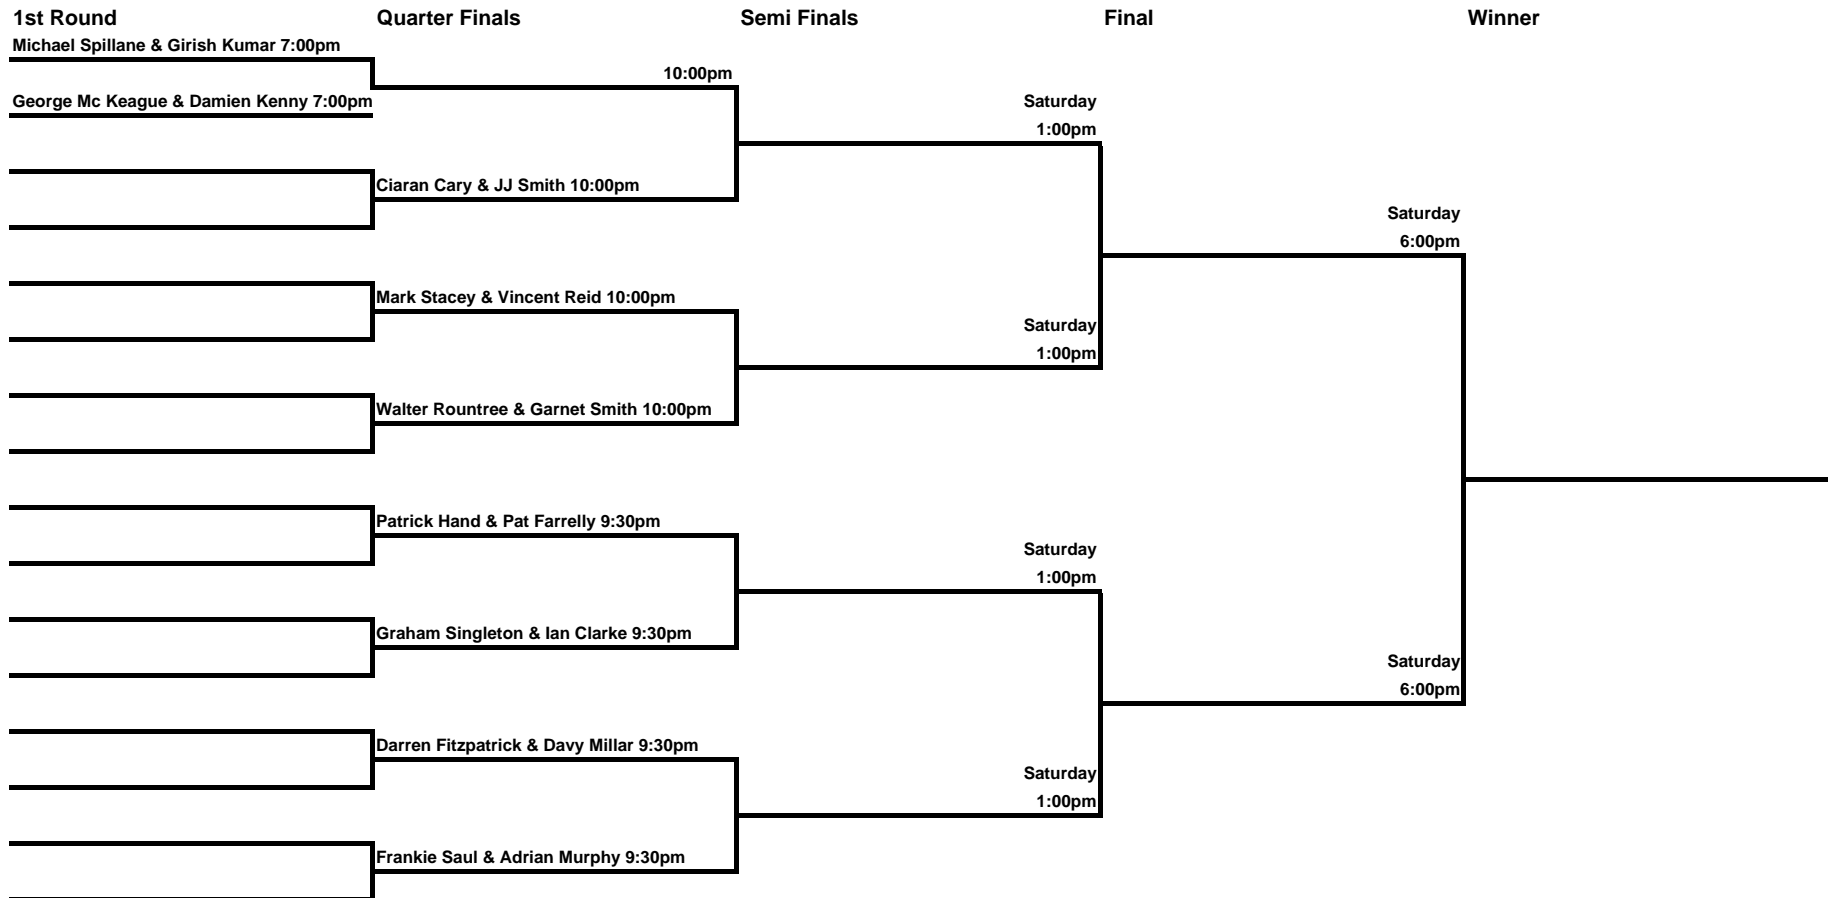 1st Round
Quarter Finals
Semi Finals
Final
Winner
Michael Spillane & Girish Kumar 7:00pm
10:00pm
George Mc Keague & Damien Kenny 7:00pm
Saturday
1:00pm
Ciaran Cary & JJ Smith 10:00pm
Saturday
6:00pm
Mark Stacey & Vincent Reid 10:00pm
Saturday
1:00pm
Walter Rountree & Garnet Smith 10:00pm
Patrick Hand & Pat Farrelly 9:30pm
Saturday
1:00pm
Graham Singleton & Ian Clarke 9:30pm
Saturday
6:00pm
Darren Fitzpatrick & Davy Millar 9:30pm
Saturday
1:00pm
Frankie Saul & Adrian Murphy 9:30pm